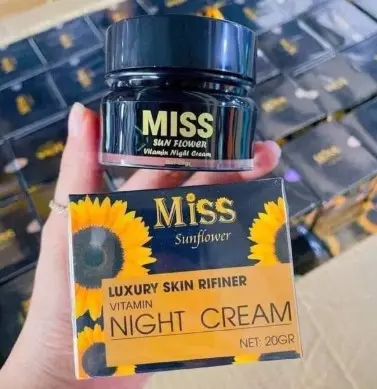 MISS
SUN FLOWER
Vitamin Night Cream
Miss
Sunflower
LUXURY SKIN RIFINER
VITAMIN
NIGHT CREAM
NET: 20GR